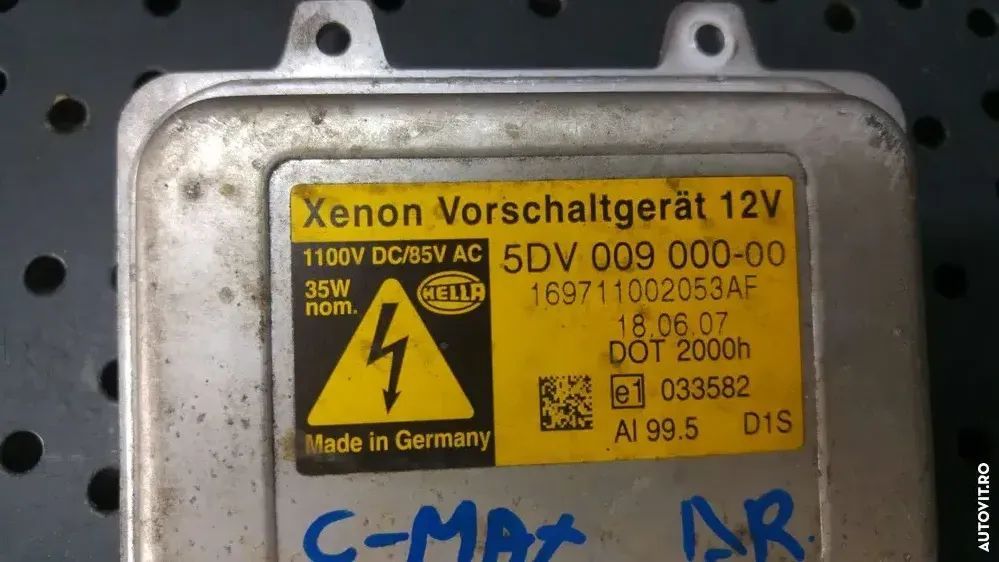 Xenon Vorschaltgerät 12V
1100V DC/85V AC
35W
nom.
HELLA
Made in Germany
5DV 009 000-00
169711002053AF
18.06.07
DOT 2000h
e1 033582
Al 99.5 D1S
C-MAX DR.
AUTOVIT.RO